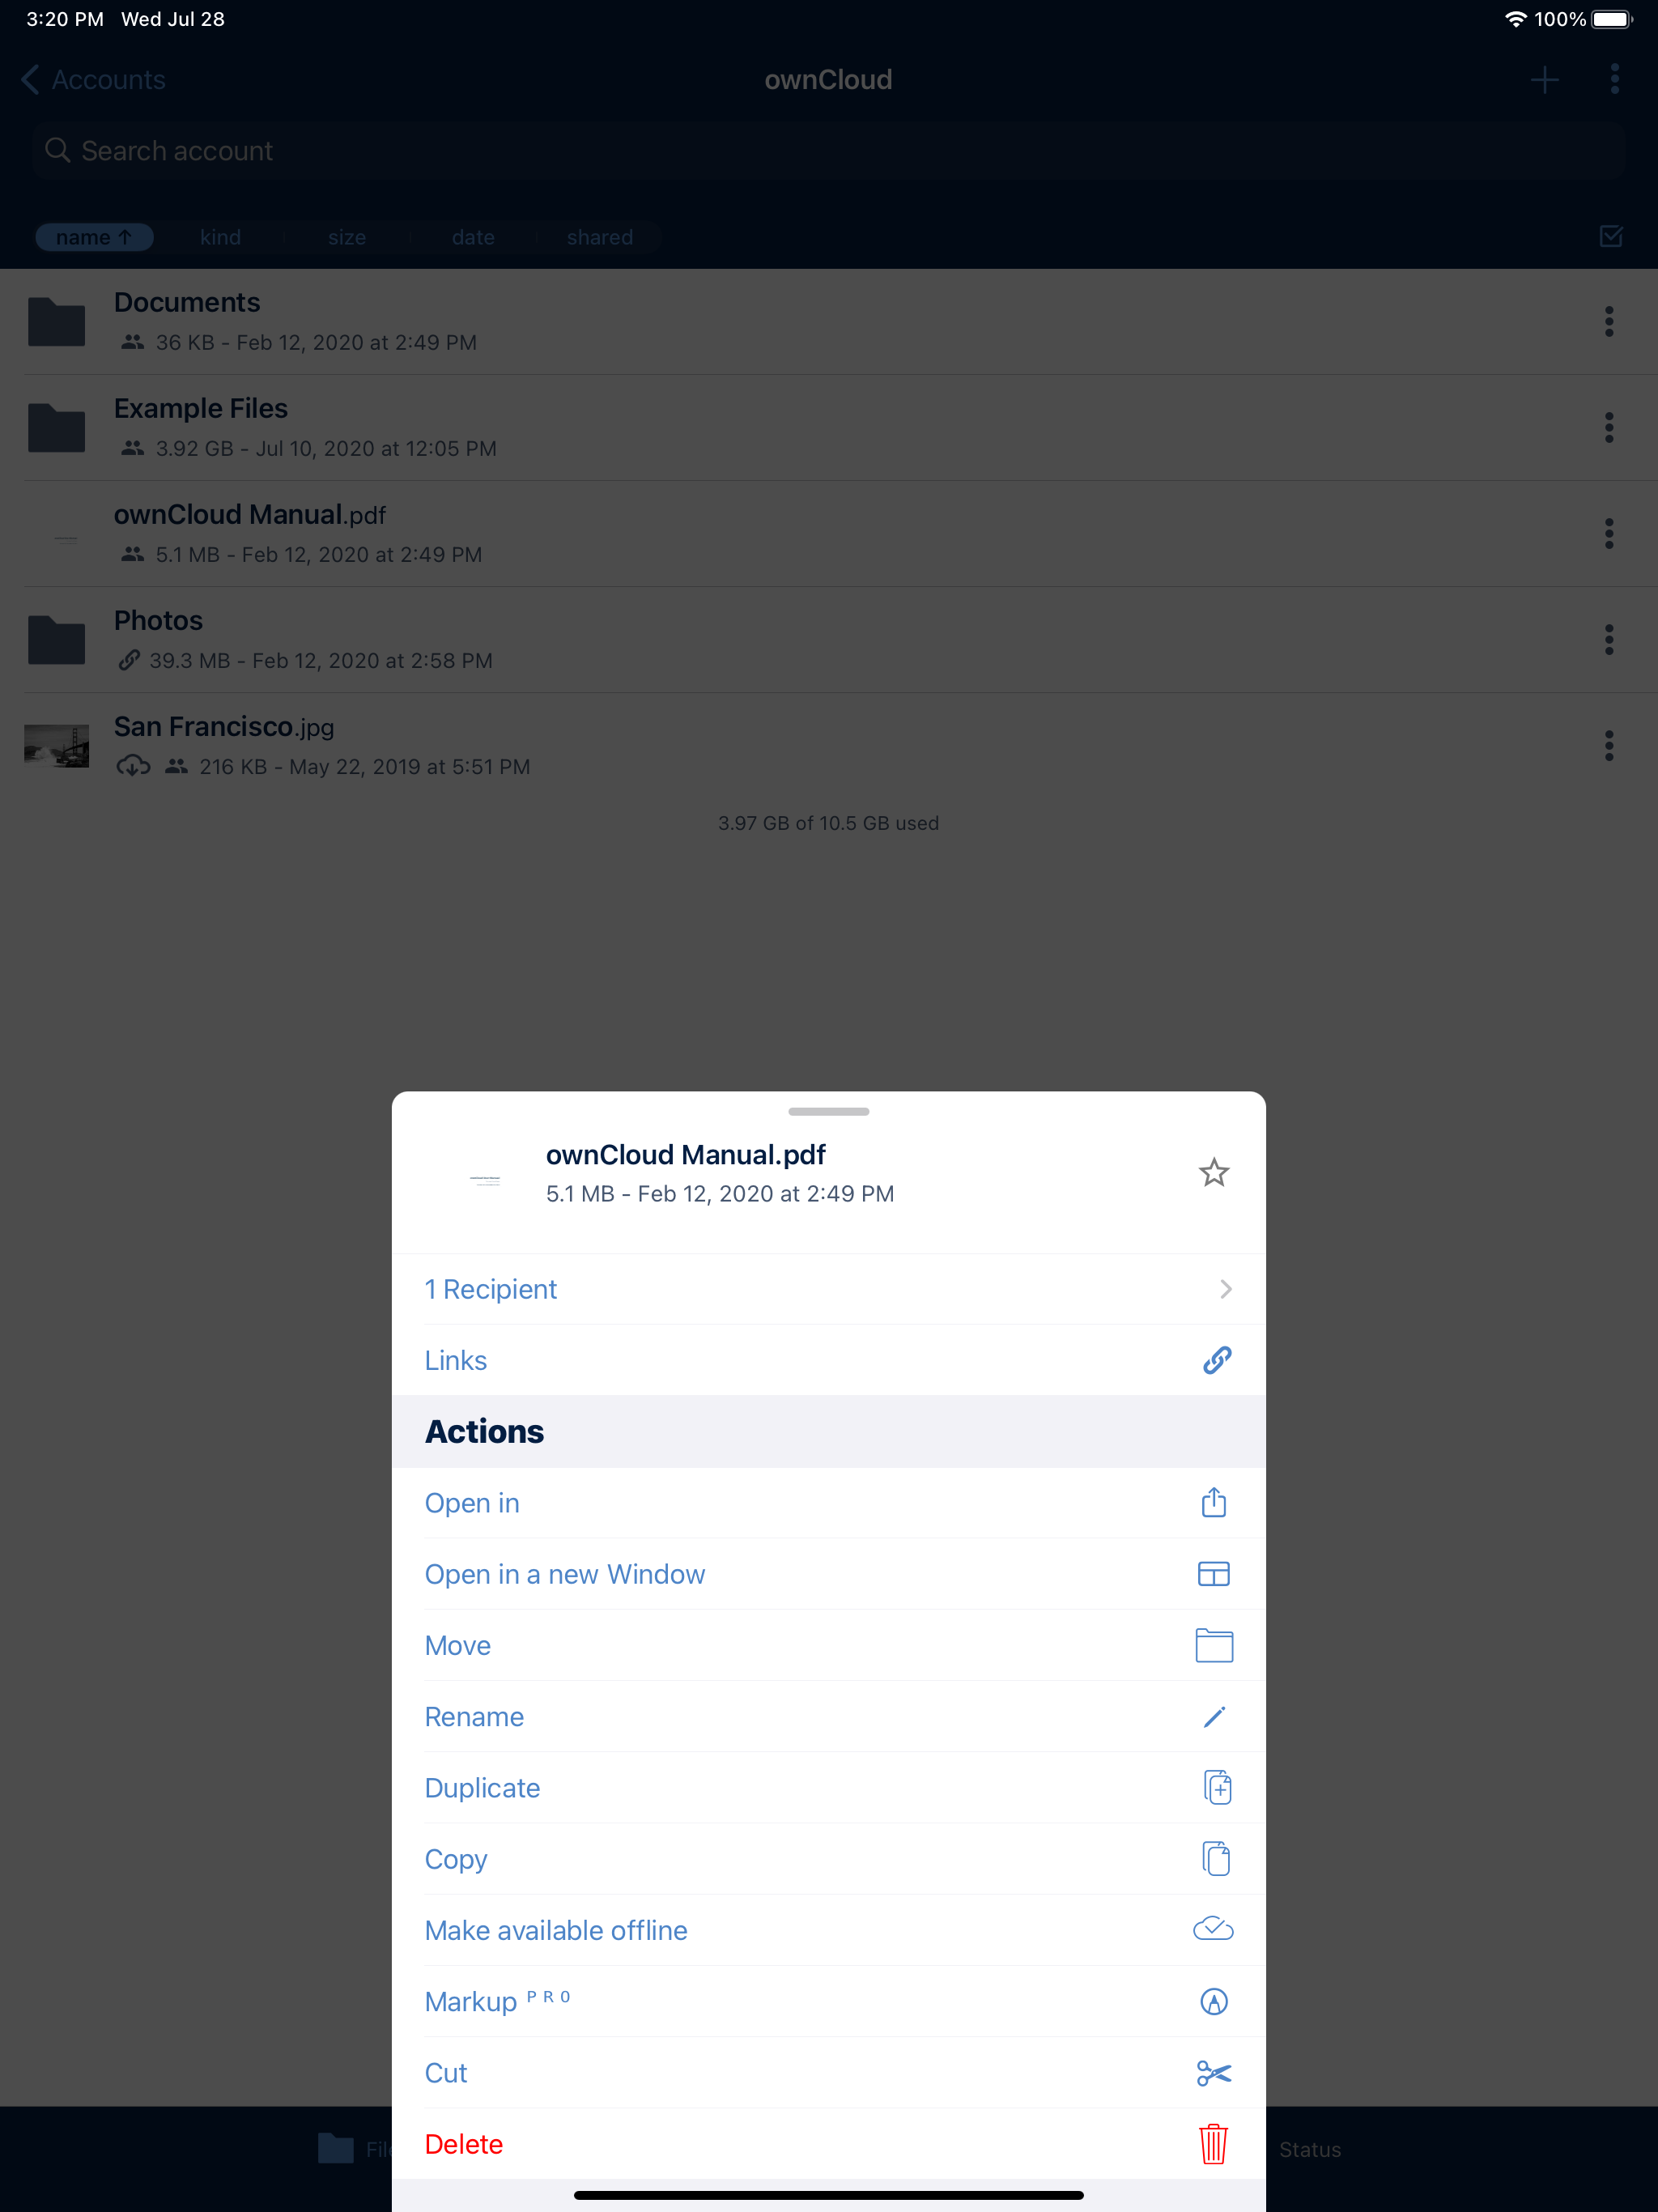 3:20 PM Wed Jul 28 100%
Accounts ownCloud
Search account
name ↑ kind size date shared
Documents
36 KB - Feb 12, 2020 at 2:49 PM
Example Files
3.92 GB - Jul 10, 2020 at 12:05 PM
ownCloud Manual.pdf
5.1 MB - Feb 12, 2020 at 2:49 PM
Photos
39.3 MB - Feb 12, 2020 at 2:58 PM
San Francisco.jpg
216 KB - May 22, 2019 at 5:51 PM
3.97 GB of 10.5 GB used
ownCloud Manual.pdf
5.1 MB - Feb 12, 2020 at 2:49 PM
1 Recipient
Links
Actions
Open in
Open in a new Window
Move
Rename
Duplicate
Copy
Make available offline
Markup PRO
Cut
Delete
Status